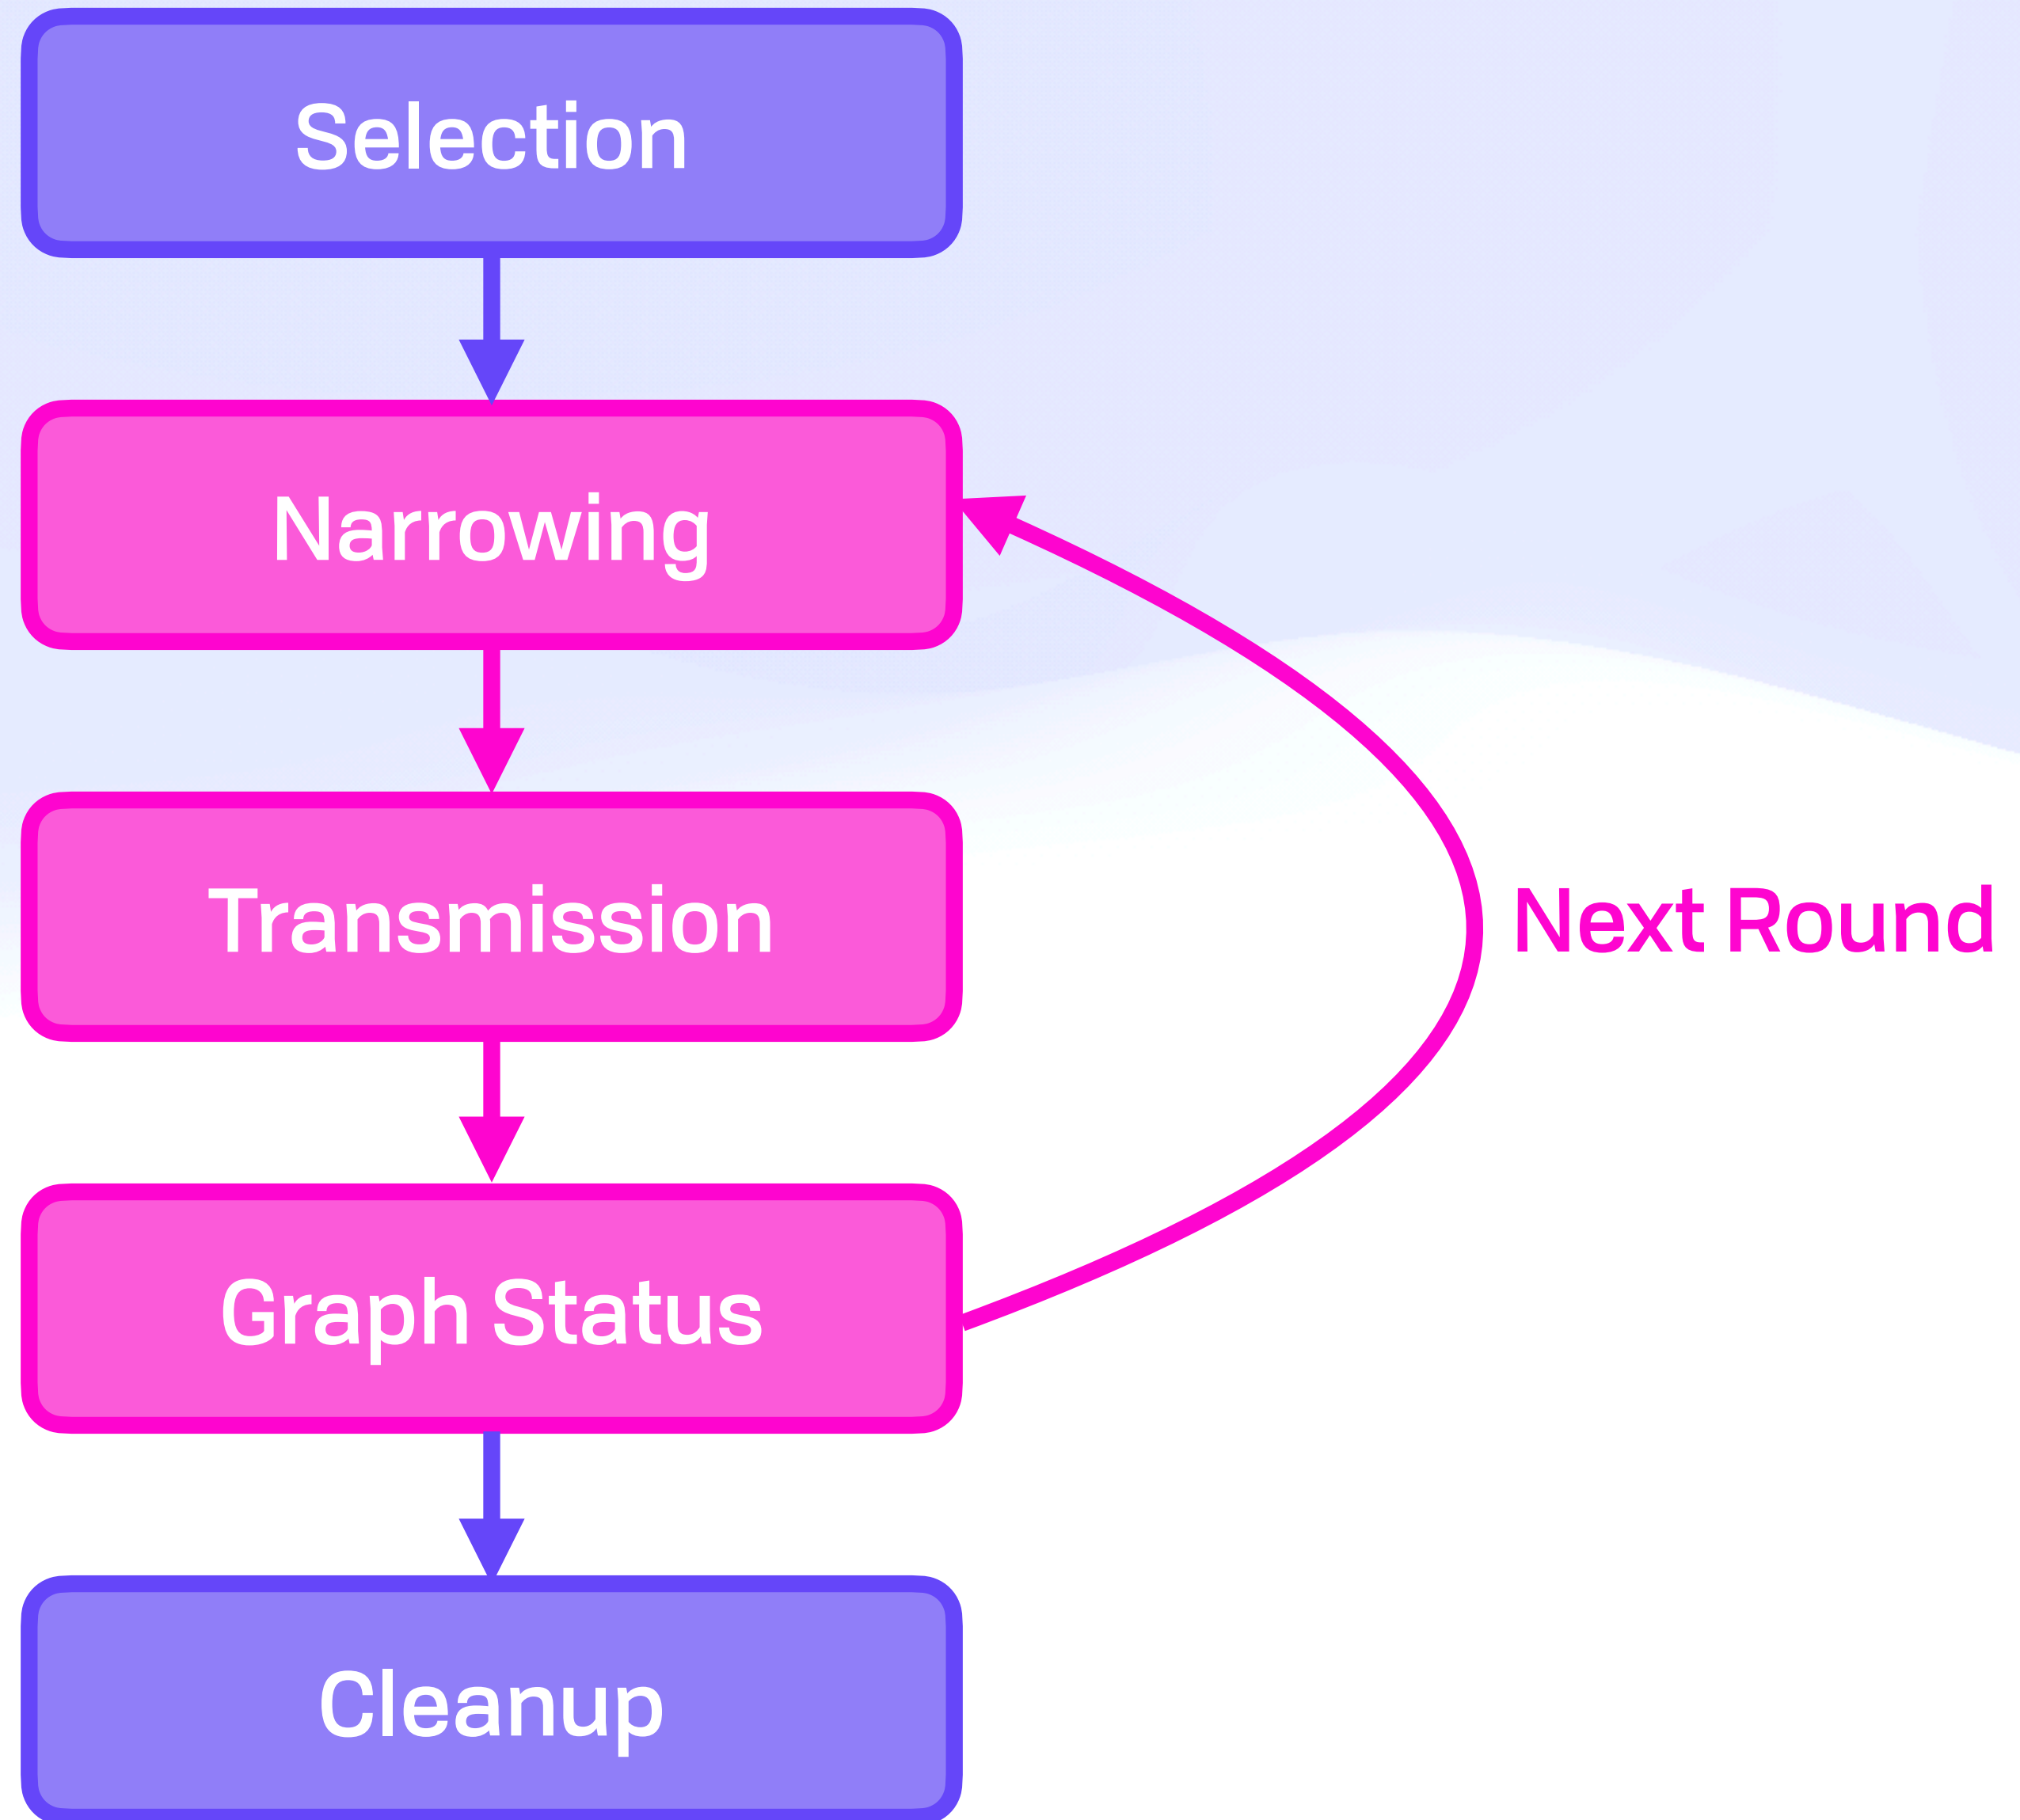 Selection
Narrowing
Transmission
Next Round
Graph Status
Cleanup